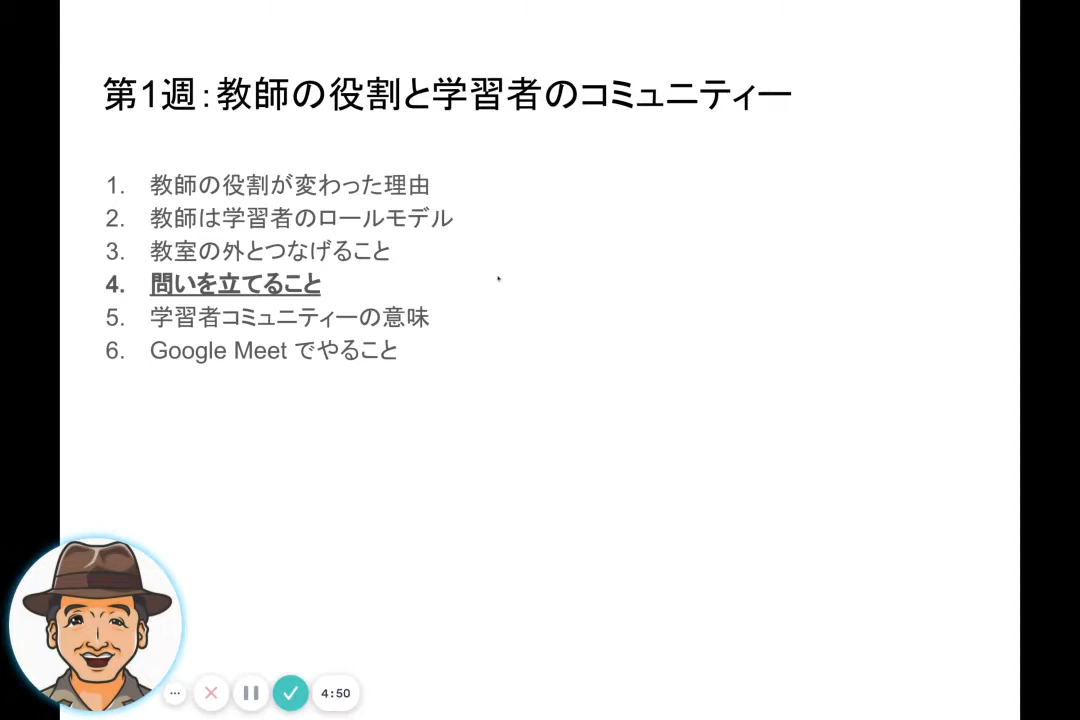 第1週：教師の役割と学習者のコミュニティー
1. 教師の役割が変わった理由
2. 教師は学習者のロールモデル
3. 教室の外とつなげること
4. 問いを立てること
5. 学習者コミュニティーの意味
6. Google Meet でやること
4:50